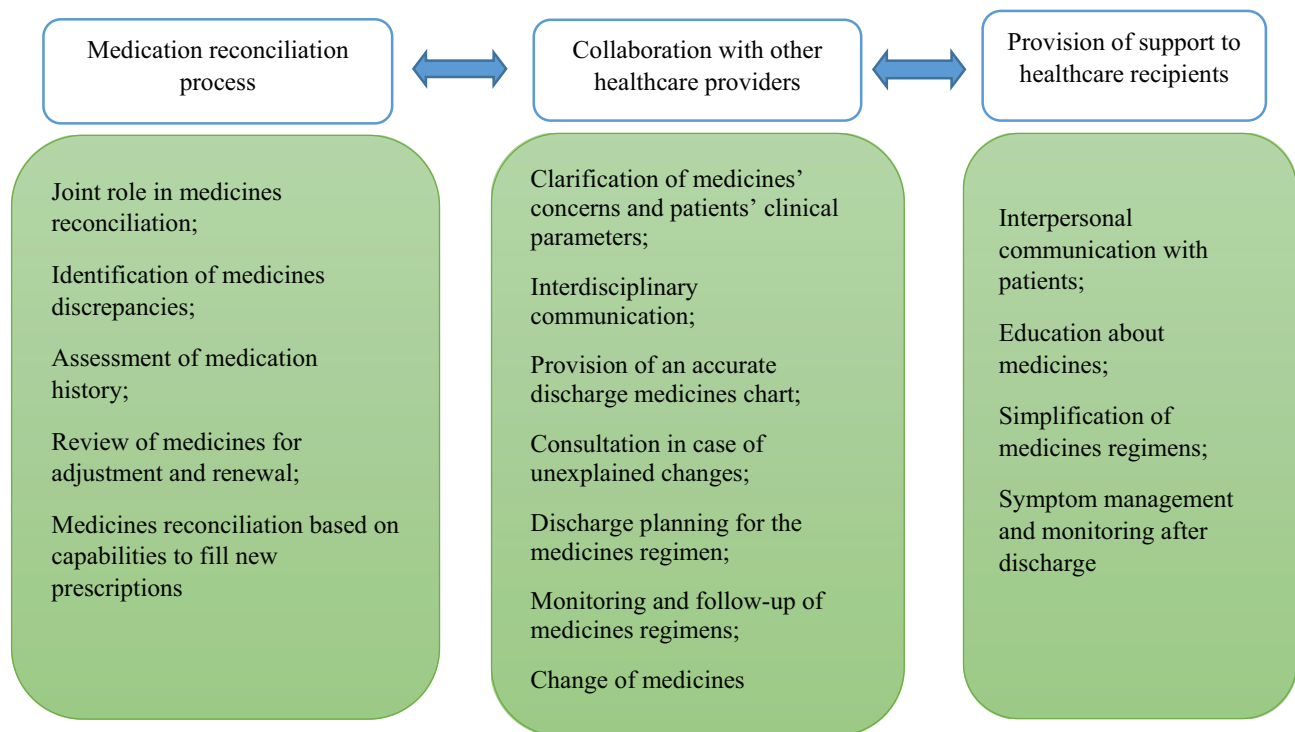 Medication reconciliation
process
Collaboration with other
healthcare providers
Provision of support to
healthcare recipients
Joint role in medicines
reconciliation;
Identification of medicines
discrepancies;
Assessment of medication
history;
Review of medicines for
adjustment and renewal;
Medicines reconciliation based on
capabilities to fill new
prescriptions
Clarification of medicines’
concerns and patients’ clinical
parameters;
Interdisciplinary
communication;
Provision of an accurate
discharge medicines chart;
Consultation in case of
unexplained changes;
Discharge planning for the
medicines regimen;
Monitoring and follow-up of
medicines regimens;
Change of medicines
Interpersonal
communication with
patients;
Education about
medicines;
Simplification of
medicines regimens;
Symptom management
and monitoring after
discharge